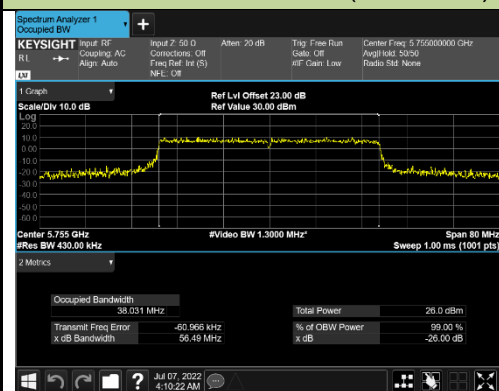 Spectrum Analyzer 1
Occupied BW
KEYSIGHT Input: RF Input Z: 50 Ω Atten: 20 dB Trig: Free Run Center Freq: 5.755000000 GHz
RL Coupling: AC Corrections: Off Gate: Off Avg|Hold: 50/50
Align: Auto Freq Ref: Int (S) #IF Gain: Low Radio Std: None
LXI NFE: Off
1 Graph
Ref Lvl Offset 23.00 dB
Scale/Div 10.0 dB Ref Value 30.00 dBm
Log
20.0
10.0
0.00
-10.0
-20.0
-30.0
-40.0
-50.0
-60.0
Center 5.755 GHz #Video BW 1.3000 MHz* Span 80 MHz
#Res BW 430.00 kHz Sweep 1.00 ms (1001 pts)
2 Metrics
Occupied Bandwidth
38.031 MHz Total Power 26.0 dBm
Transmit Freq Error -60.966 kHz % of OBW Power 99.00 %
x dB Bandwidth 56.49 MHz x dB -26.00 dB
Jul 07, 2022
4:10:22 AM